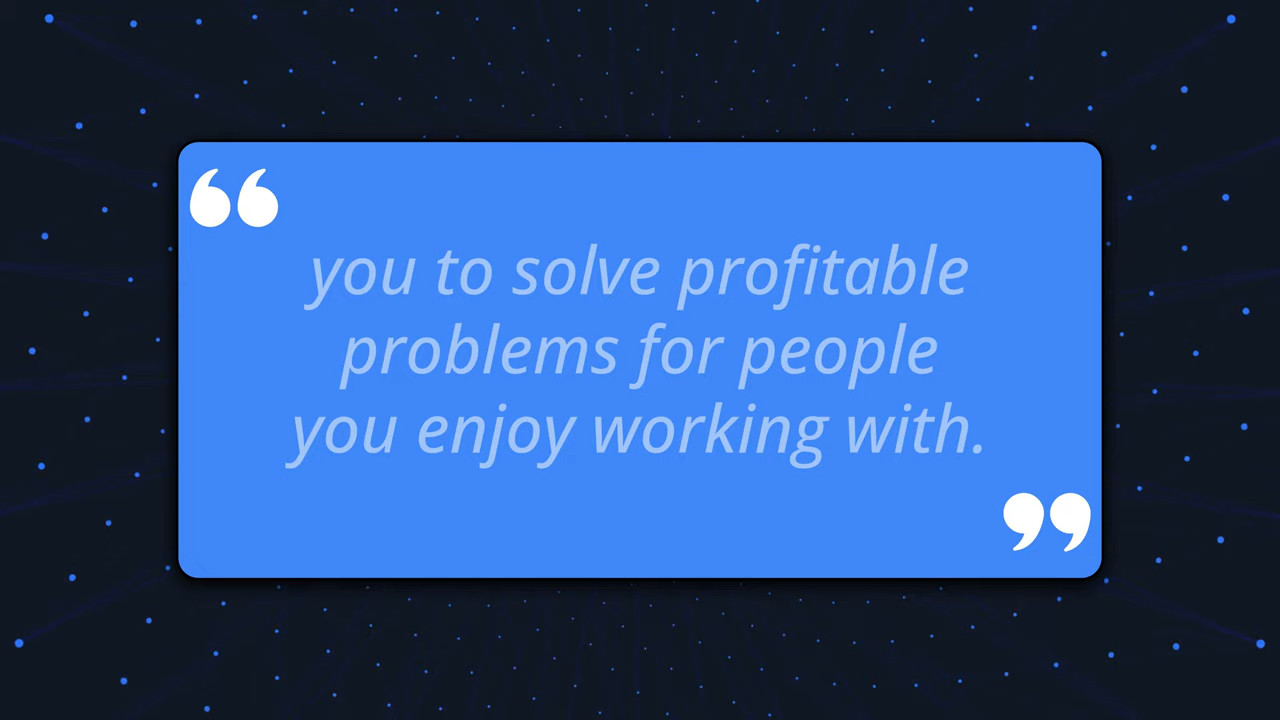 “
you to solve profitable
problems for people
you enjoy working with.
”